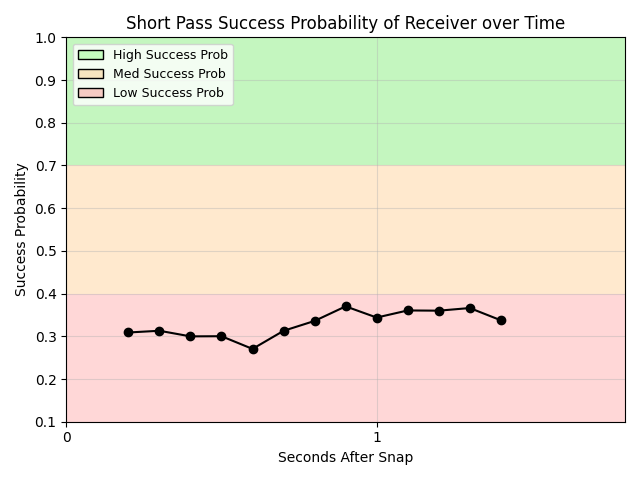 Short Pass Success Probability of Receiver over Time
1.0
0.9
0.8
0.7
0.6
0.5
0.4
0.3
0.2
0.1
High Success Prob
Med Success Prob
Low Success Prob
Success Probability
0
1
Seconds After Snap